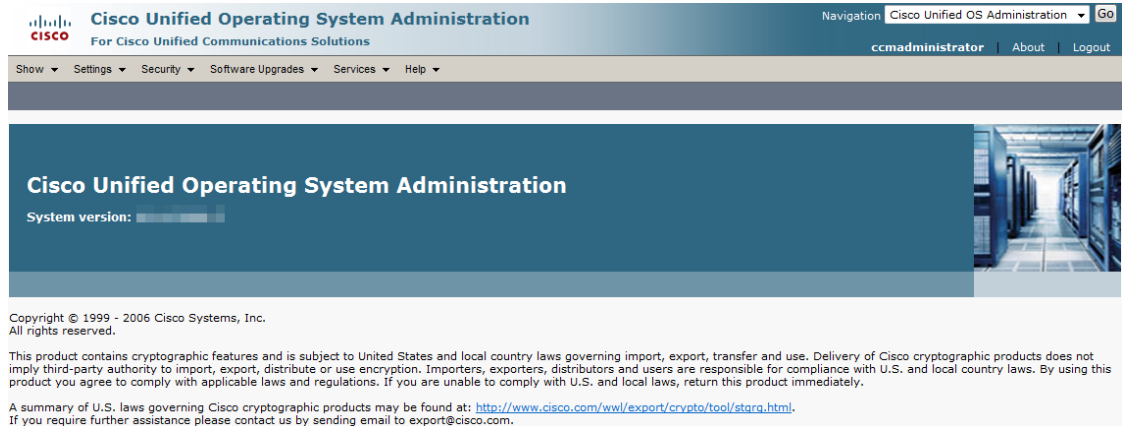 CISCO
Cisco Unified Operating System Administration
For Cisco Unified Communications Solutions
Navigation Cisco Unified OS Administration Go
ccmadministrator | About | Logout
Show Settings Security Software Upgrades Services Help
Cisco Unified Operating System Administration
System version:
Copyright © 1999 - 2006 Cisco Systems, Inc.
All rights reserved.
This product contains cryptographic features and is subject to United States and local country laws governing import, export, transfer and use. Delivery of Cisco cryptographic products does not
imply third-party authority to import, export, distribute or use encryption. Importers, exporters, distributors and users are responsible for compliance with U.S. and local country laws. By using this
product you agree to comply with applicable laws and regulations. If you are unable to comply with U.S. and local laws, return this product immediately.
A summary of U.S. laws governing Cisco cryptographic products may be found at: http://www.cisco.com/wwl/export/crypto/tool/stqrg.html.
If you require further assistance please contact us by sending email to export@cisco.com.